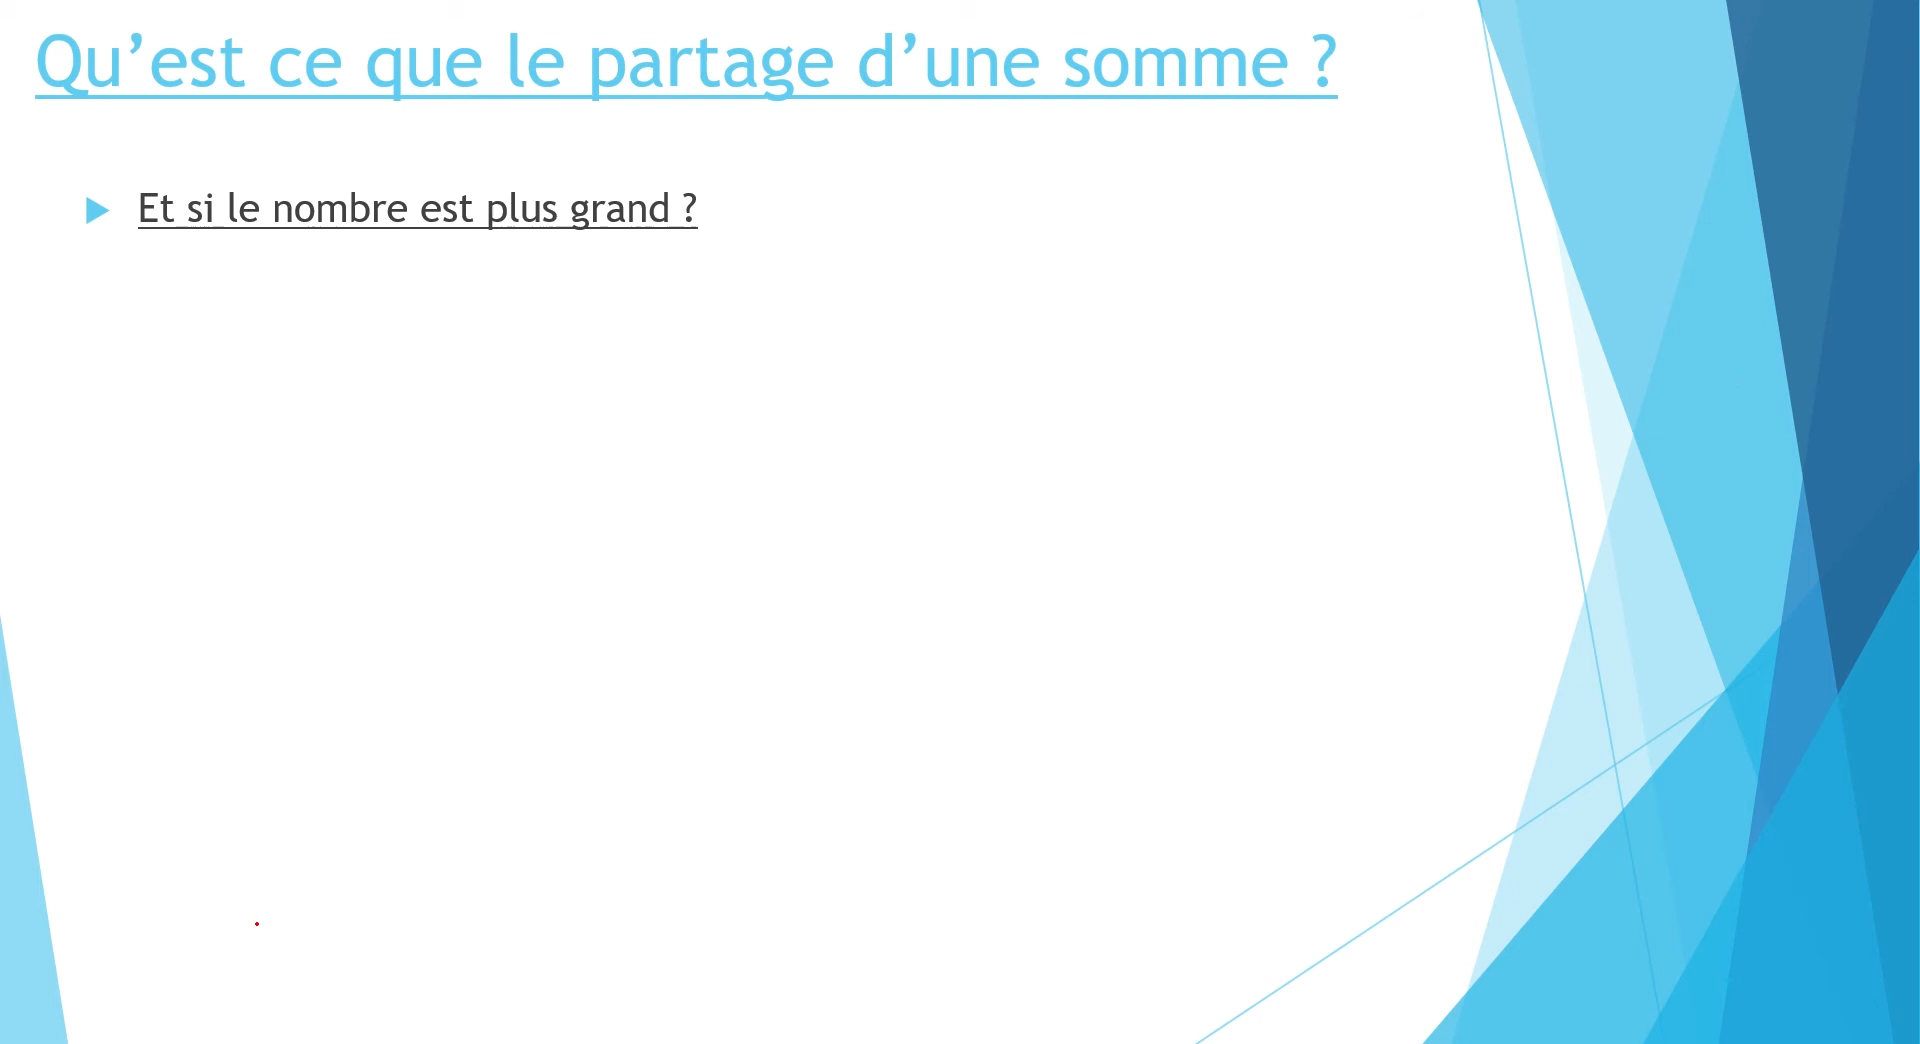 Qu’est ce que le partage d’une somme ?
Et si le nombre est plus grand ?